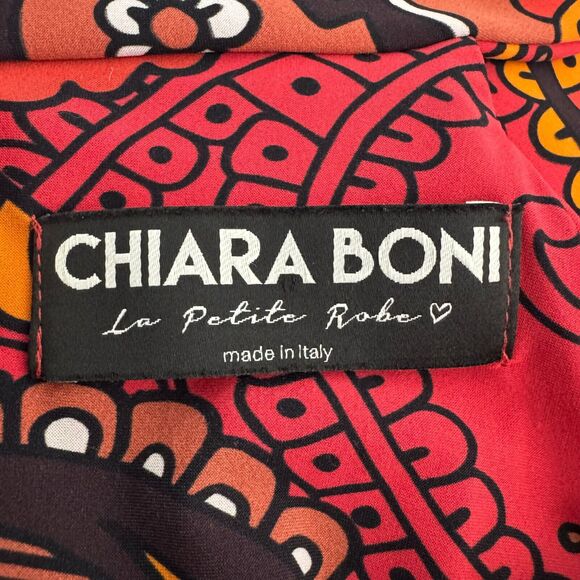 CHIARA BONI
La Petite Robe ♡
made in Italy